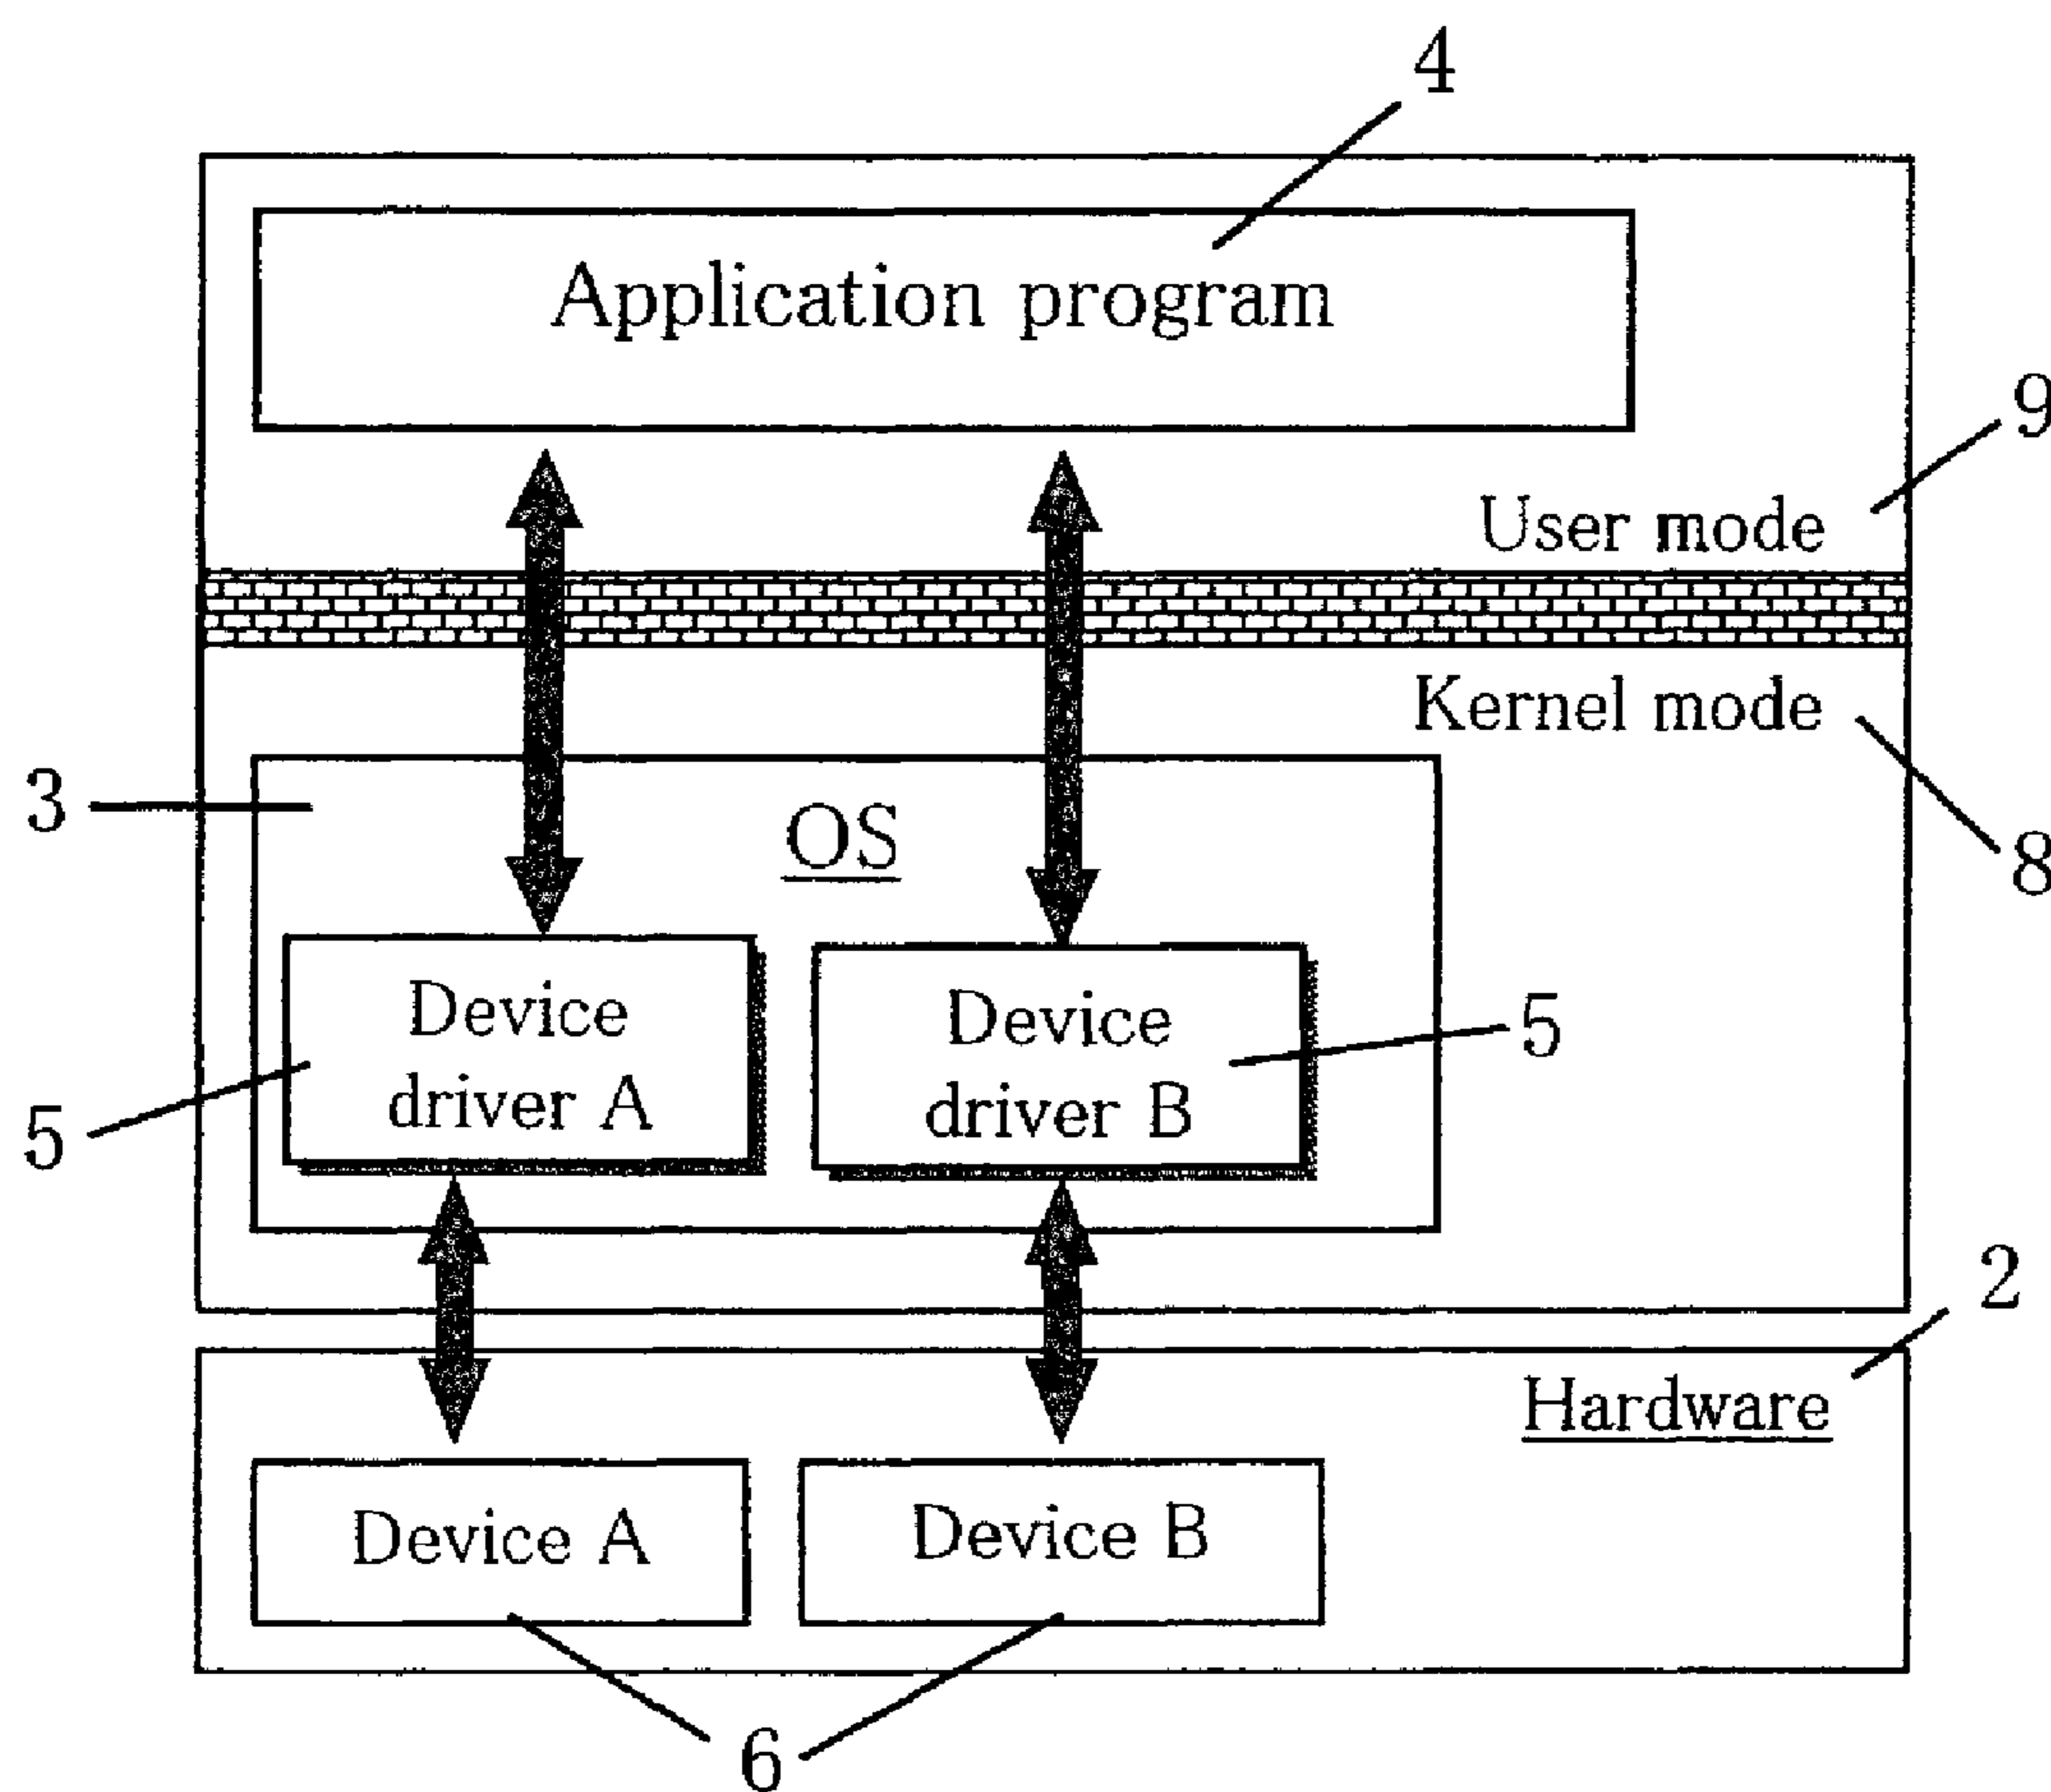 4
Application program
9
User mode
Kernel mode
3
OS
8
Device
driver A
Device
driver B
5
5
2
Hardware
Device A
Device B
6